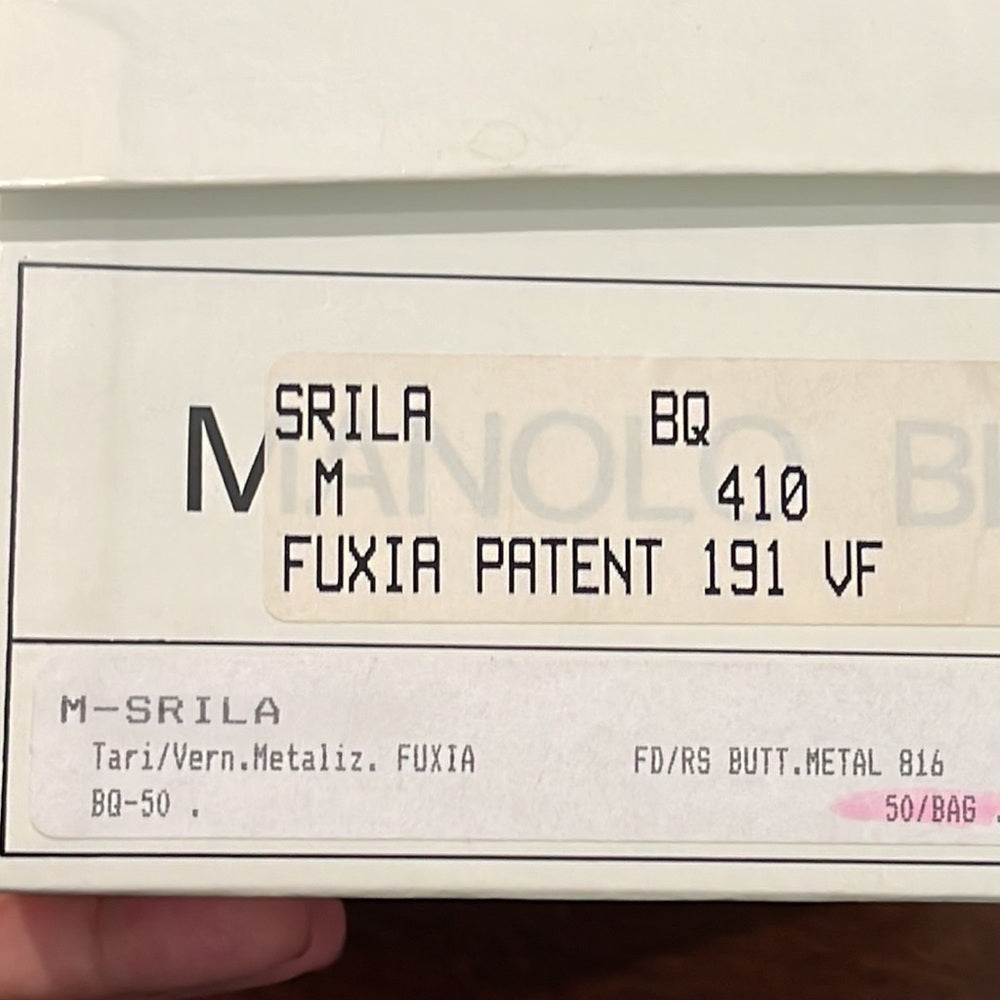 MANOLO BL
SRILA BQ
M 410
FUXIA PATENT 191 VF
M-SRILA
Tari/Vern.Metaliz. FUXIA FD/RS BUTT.METAL 816
BQ-50 . 50/BAG .